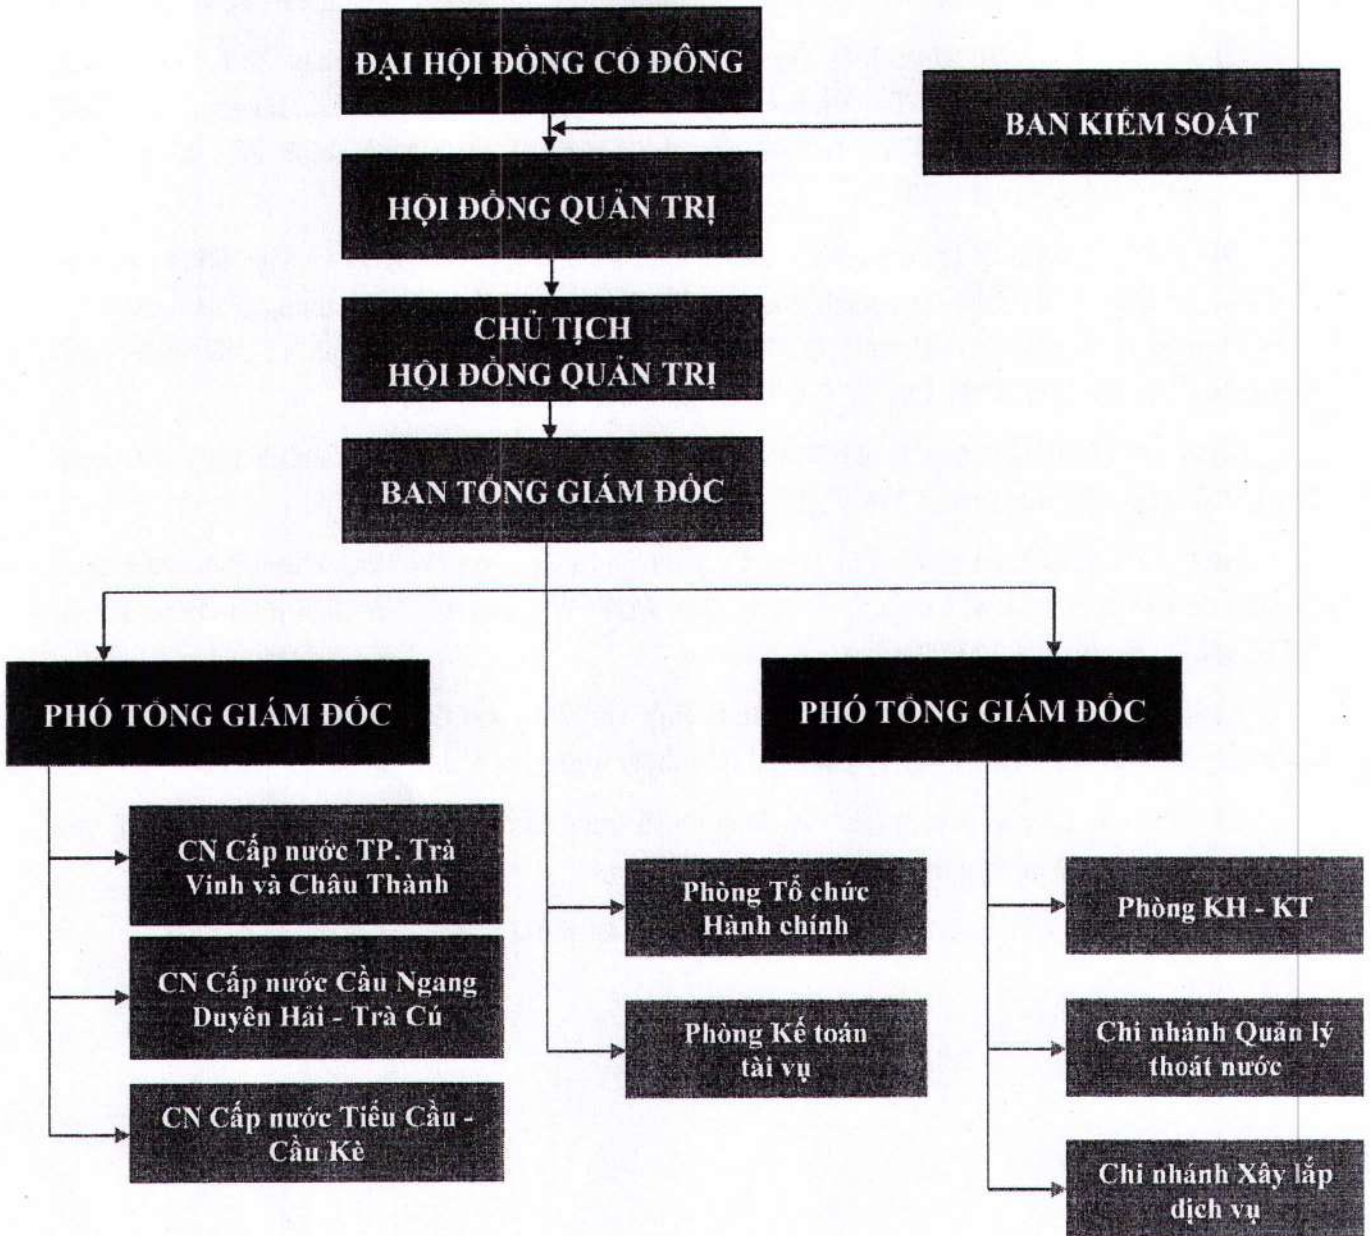 ĐẠI HỘI ĐỒNG CỔ ĐÔNG
BAN KIỂM SOÁT
HỘI ĐỒNG QUẢN TRỊ
CHỦ TỊCH
HỘI ĐỒNG QUẢN TRỊ
BAN TỔNG GIÁM ĐỐC
PHÓ TỔNG GIÁM ĐỐC
PHÓ TỔNG GIÁM ĐỐC
CN Cấp nước TP. Trà
Vinh và Châu Thành
CN Cấp nước Cầu Ngang
Duyên Hải - Trà Cú
CN Cấp nước Tiểu Cần -
Cầu Kè
Phòng Tổ chức
Hành chính
Phòng Kế toán
tài vụ
Phòng KH - KT
Chi nhánh Quản lý
thoát nước
Chi nhánh Xây lắp
dịch vụ